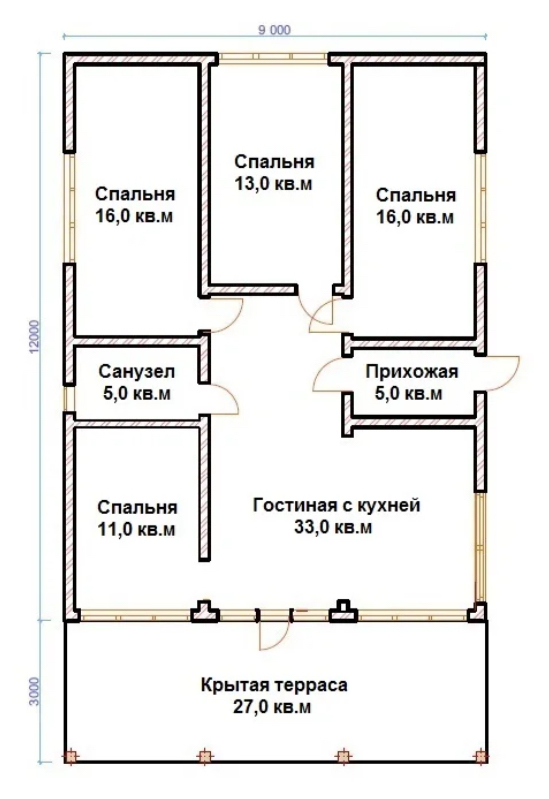 9 000
Спальня
13,0 кв.м
Спальня
16,0 кв.м
Спальня
16,0 кв.м
12000
Санузел
5,0 кв.м
Прихожая
5,0 кв.м
Спальня
11,0 кв.м
Гостиная с кухней
33,0 кв.м
3000
Крытая терраса
27,0 кв.м